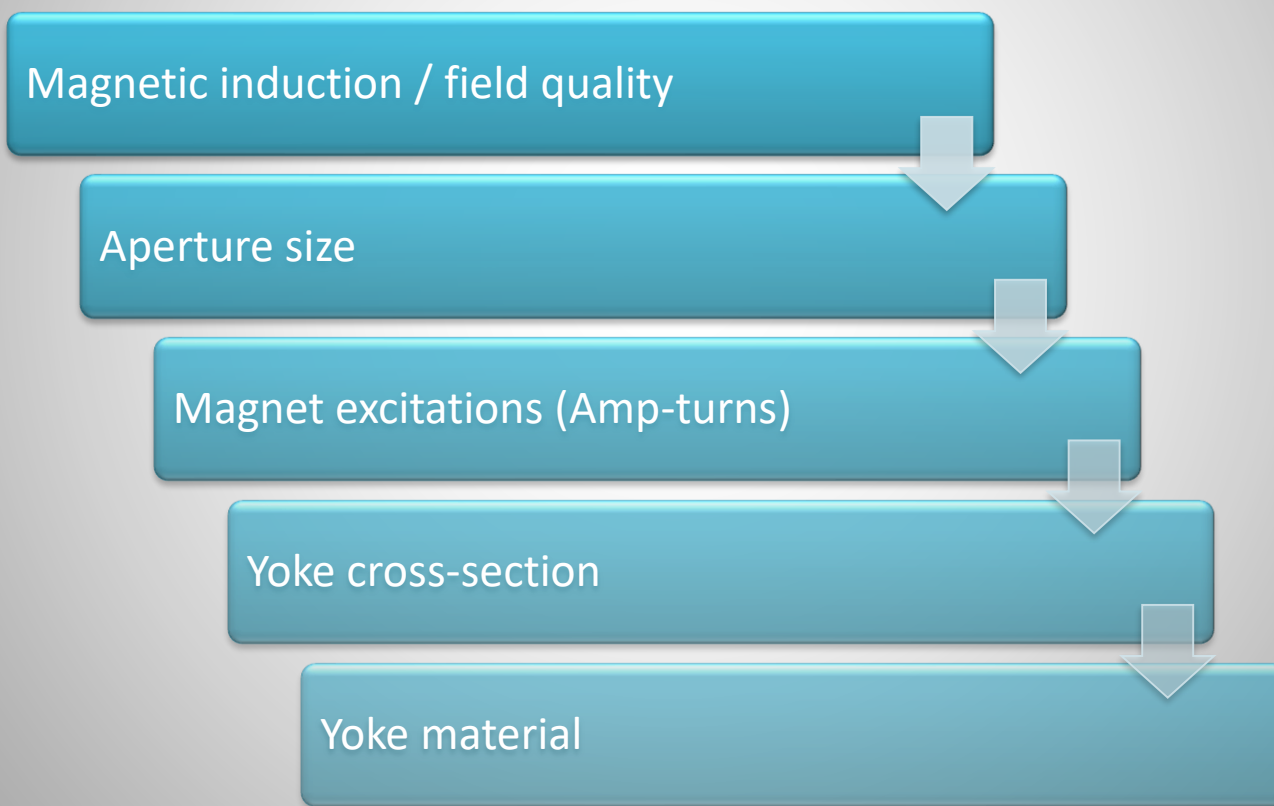 Magnetic induction / field quality
Aperture size
Magnet excitations (Amp-turns)
Yoke cross-section
Yoke material